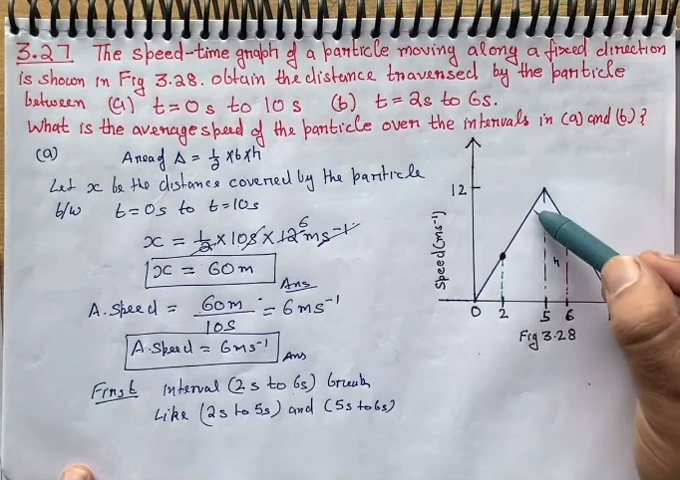 3.27 The speed-time graph of a particle moving along a fixed direction
is shown in Fig 3.28. obtain the distance traversed by the particle
between (a) t=0s to 10s (b) t=2s to 6s.
What is the average speed of the particle over the intervals in (a) and (b)?
(a) Area of Δ = 1/2 ×b×h
Let x be the distance covered by the particle
b/w t=0s to t=10s
x = 1/2 ×10s×12 6 ms⁻¹
x = 60m
Ans
A.speed = 60m/10s = 6ms⁻¹
A.speed = 6ms⁻¹ Ans
First interval (2s to 6s) break
Like (2s to 5s) and (5s to 6s)
12
Speed(ms⁻¹)
h
0 2 5 6
Fig 3.28